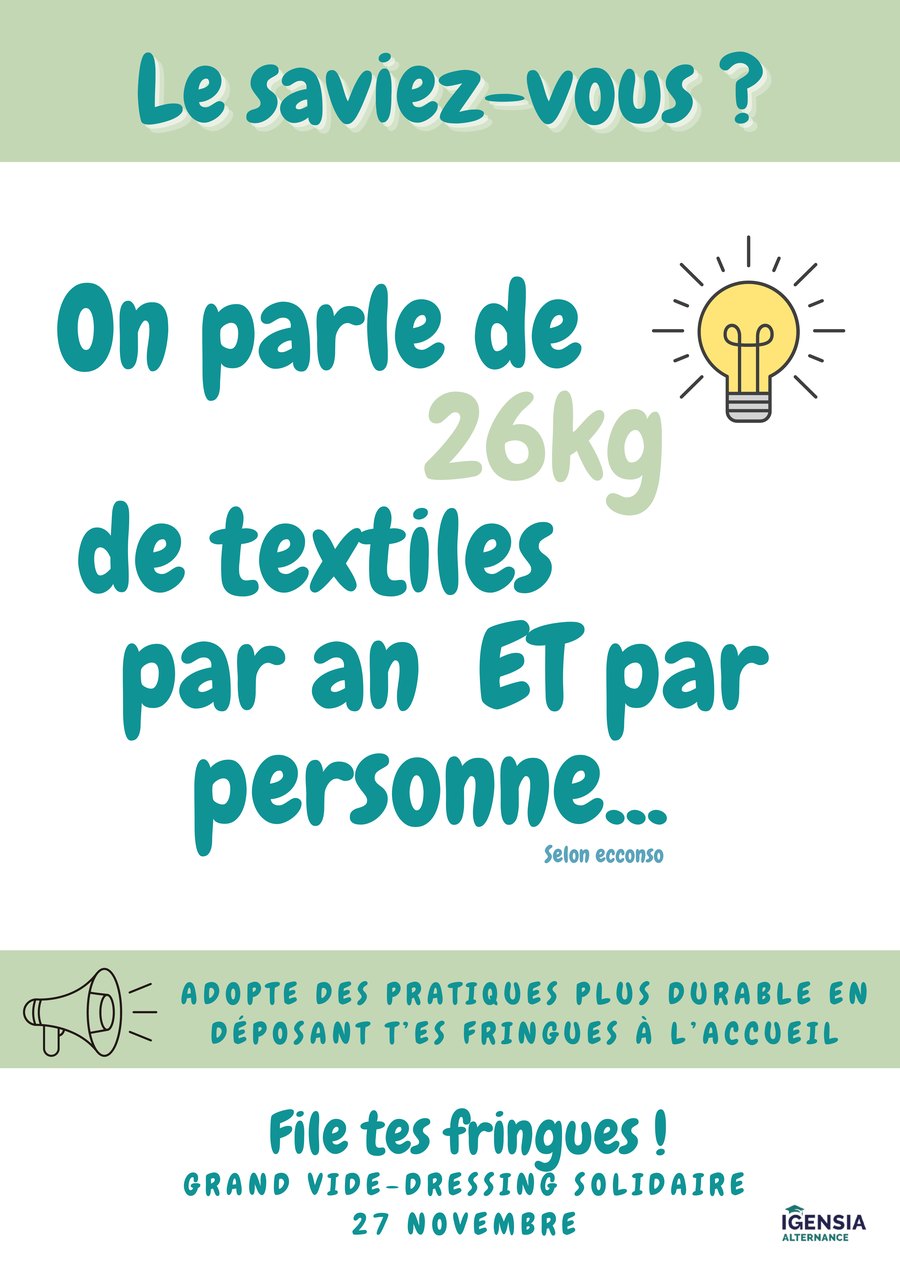 Le saviez-vous ?
On parle de
26kg
de textiles
par an ET par
personne...
Selon ecconso
ADOPTE DES PRATIQUES PLUS DURABLE EN
DÉPOSANT T'ES FRINGUES À L'ACCUEIL
File tes fringues !
GRAND VIDE-DRESSING SOLIDAIRE
27 NOVEMBRE
IGENSIA
ALTERNANCE